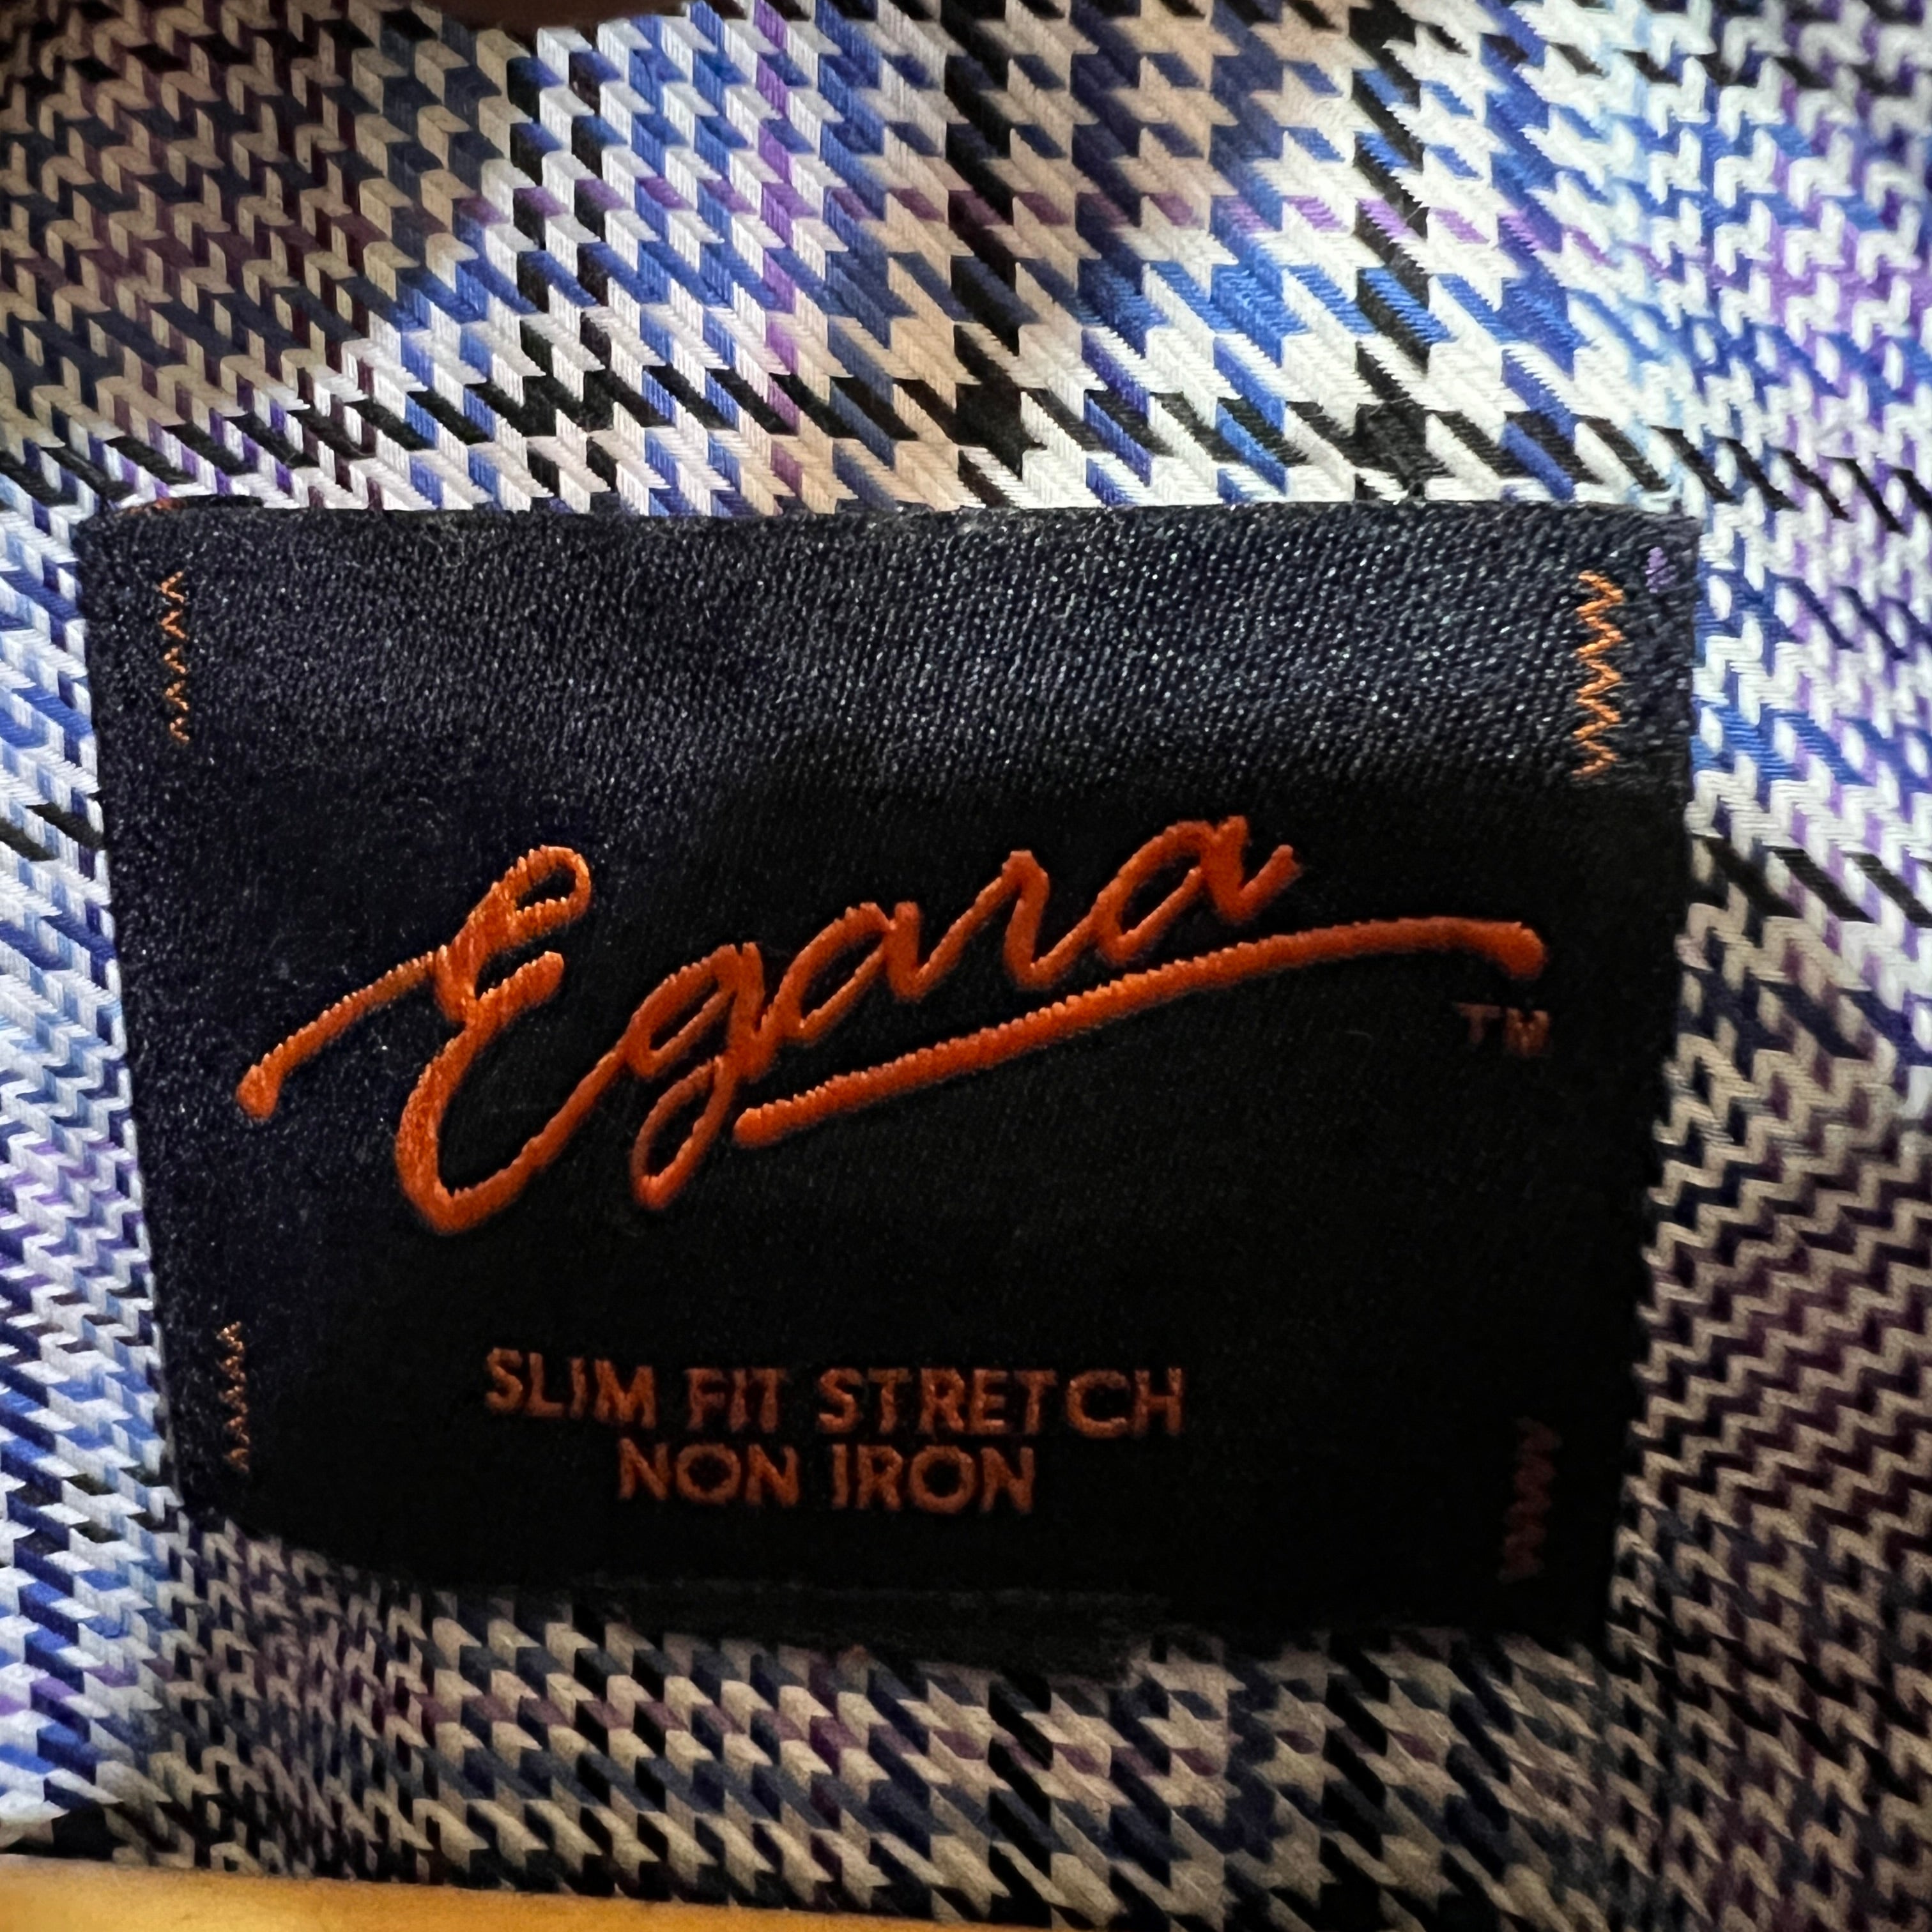 Egara
TM
SLIM FIT STRETCH
NON IRON